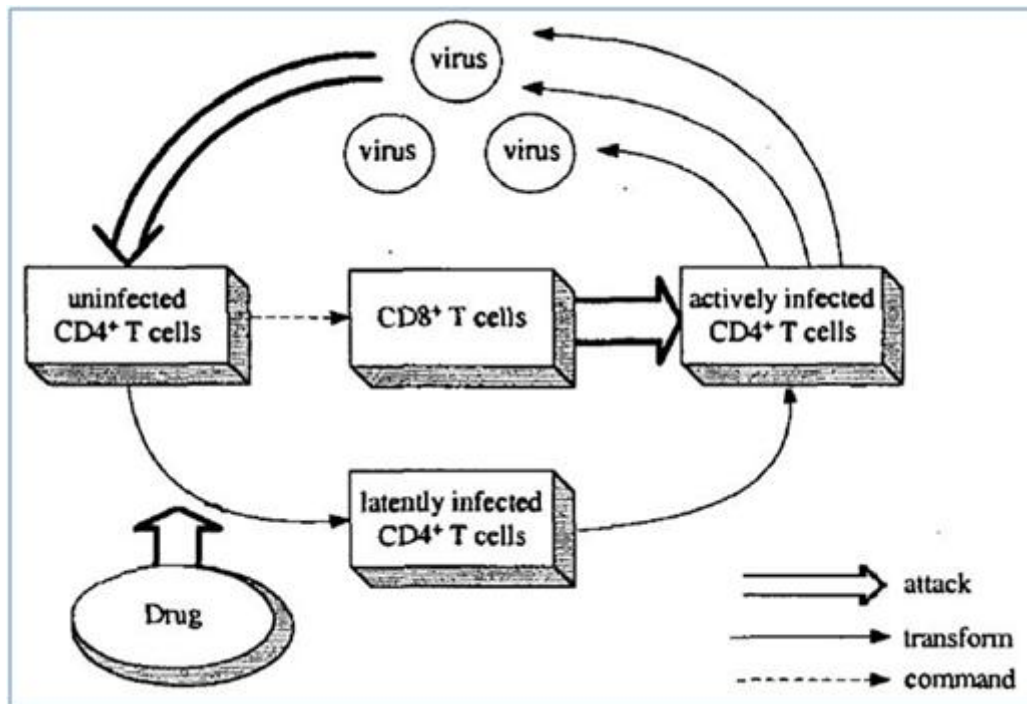 virus
virus
virus
uninfected
CD4⁺ T cells
CD8⁺ T cells
actively infected
CD4⁺ T cells
latently infected
CD4⁺ T cells
Drug
attack
transform
command